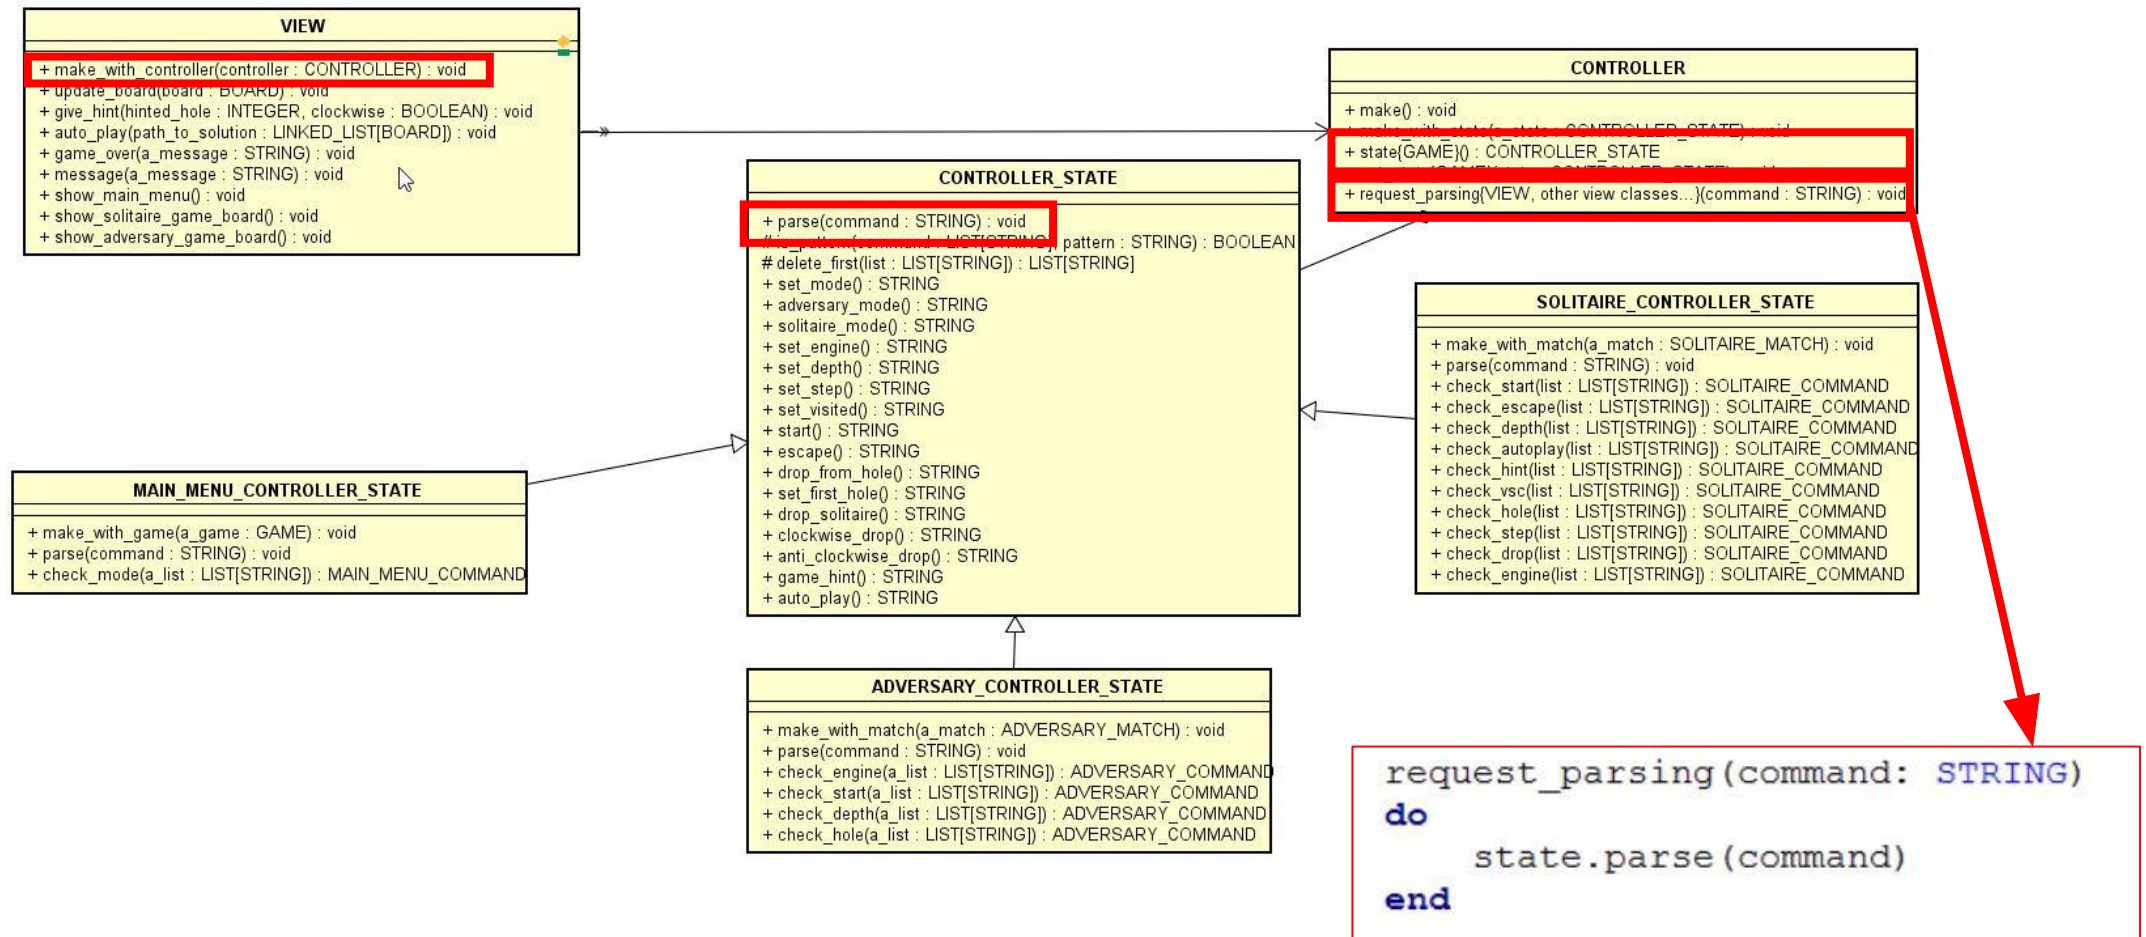 VIEW
+ make_with_controller(controller : CONTROLLER) : void
+ update_board(board : BOARD) : void
+ give_hint(hinted_hole : INTEGER, clockwise : BOOLEAN) : void
+ auto_play(path_to_solution : LINKED_LIST[BOARD]) : void
+ game_over(a_message : STRING) : void
+ message(a_message : STRING) : void
+ show_main_menu() : void
+ show_solitaire_game_board() : void
+ show_adversary_game_board() : void
CONTROLLER
+ make() : void
+ make_with_state(a_state : CONTROLLER_STATE) : void
+ state{GAME}() : CONTROLLER_STATE
+ request_parsing{VIEW, other view classes...}(command : STRING) : void
CONTROLLER_STATE
+ parse(command : STRING) : void
# is_pattern(command : LIST[STRING], pattern : STRING) : BOOLEAN
# delete_first(list : LIST[STRING]) : LIST[STRING]
+ set_mode() : STRING
+ adversary_mode() : STRING
+ solitaire_mode() : STRING
+ set_engine() : STRING
+ set_depth() : STRING
+ set_step() : STRING
+ set_visited() : STRING
+ start() : STRING
+ escape() : STRING
+ drop_from_hole() : STRING
+ set_first_hole() : STRING
+ drop_solitaire() : STRING
+ clockwise_drop() : STRING
+ anti_clockwise_drop() : STRING
+ game_hint() : STRING
+ auto_play() : STRING
SOLITAIRE_CONTROLLER_STATE
+ make_with_match(a_match : SOLITAIRE_MATCH) : void
+ parse(command : STRING) : void
+ check_start(list : LIST[STRING]) : SOLITAIRE_COMMAND
+ check_escape(list : LIST[STRING]) : SOLITAIRE_COMMAND
+ check_depth(list : LIST[STRING]) : SOLITAIRE_COMMAND
+ check_autoplay(list : LIST[STRING]) : SOLITAIRE_COMMAND
+ check_hint(list : LIST[STRING]) : SOLITAIRE_COMMAND
+ check_vsc(list : LIST[STRING]) : SOLITAIRE_COMMAND
+ check_hole(list : LIST[STRING]) : SOLITAIRE_COMMAND
+ check_step(list : LIST[STRING]) : SOLITAIRE_COMMAND
+ check_drop(list : LIST[STRING]) : SOLITAIRE_COMMAND
+ check_engine(list : LIST[STRING]) : SOLITAIRE_COMMAND
MAIN_MENU_CONTROLLER_STATE
+ make_with_game(a_game : GAME) : void
+ parse(command : STRING) : void
+ check_mode(a_list : LIST[STRING]) : MAIN_MENU_COMMAND
ADVERSARY_CONTROLLER_STATE
+ make_with_match(a_match : ADVERSARY_MATCH) : void
+ parse(command : STRING) : void
+ check_engine(a_list : LIST[STRING]) : ADVERSARY_COMMAND
+ check_start(a_list : LIST[STRING]) : ADVERSARY_COMMAND
+ check_depth(a_list : LIST[STRING]) : ADVERSARY_COMMAND
+ check_hole(a_list : LIST[STRING]) : ADVERSARY_COMMAND
request_parsing(command: STRING)
do
state.parse(command)
end